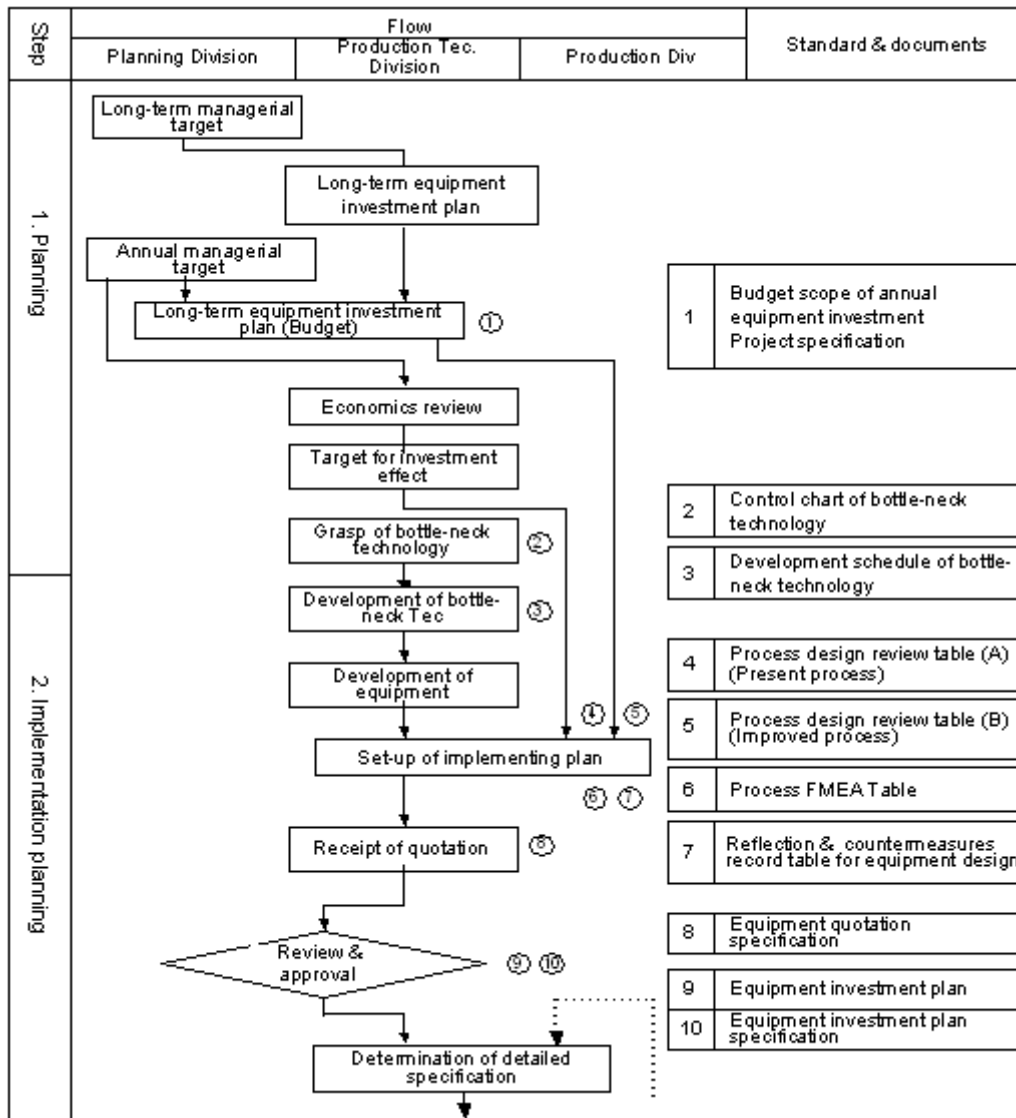 Step
Flow
Standard & documents
Planning Division
Production Tec.
Division
Production Div
1. Planning
Long-term managerial
target
Long-term equipment
investment plan
Annual managerial
target
Long-term equipment investment
plan (Budget)
1
1
Budget scope of annual
equipment investment
Project specification
Economics review
Target for investment
effect
Grasp of bottle-neck
technology
2
2
Control chart of bottle-neck
technology
2. Implementation planning
Development of bottle-
neck Tec
3
3
Development schedule of bottle-
neck technology
Development of
equipment
4
5
4
Process design review table (A)
(Present process)
5
Process design review table (B)
(Improved process)
Set-up of implementing plan
6
7
6
Process FMEA Table
7
Reflection & countermeasures
record table for equipment design
Receipt of quotation
8
8
Equipment quotation
specification
Review &
approval
9
10
9
Equipment investment plan
10
Equipment investment plan
specification
Determination of detailed
specification